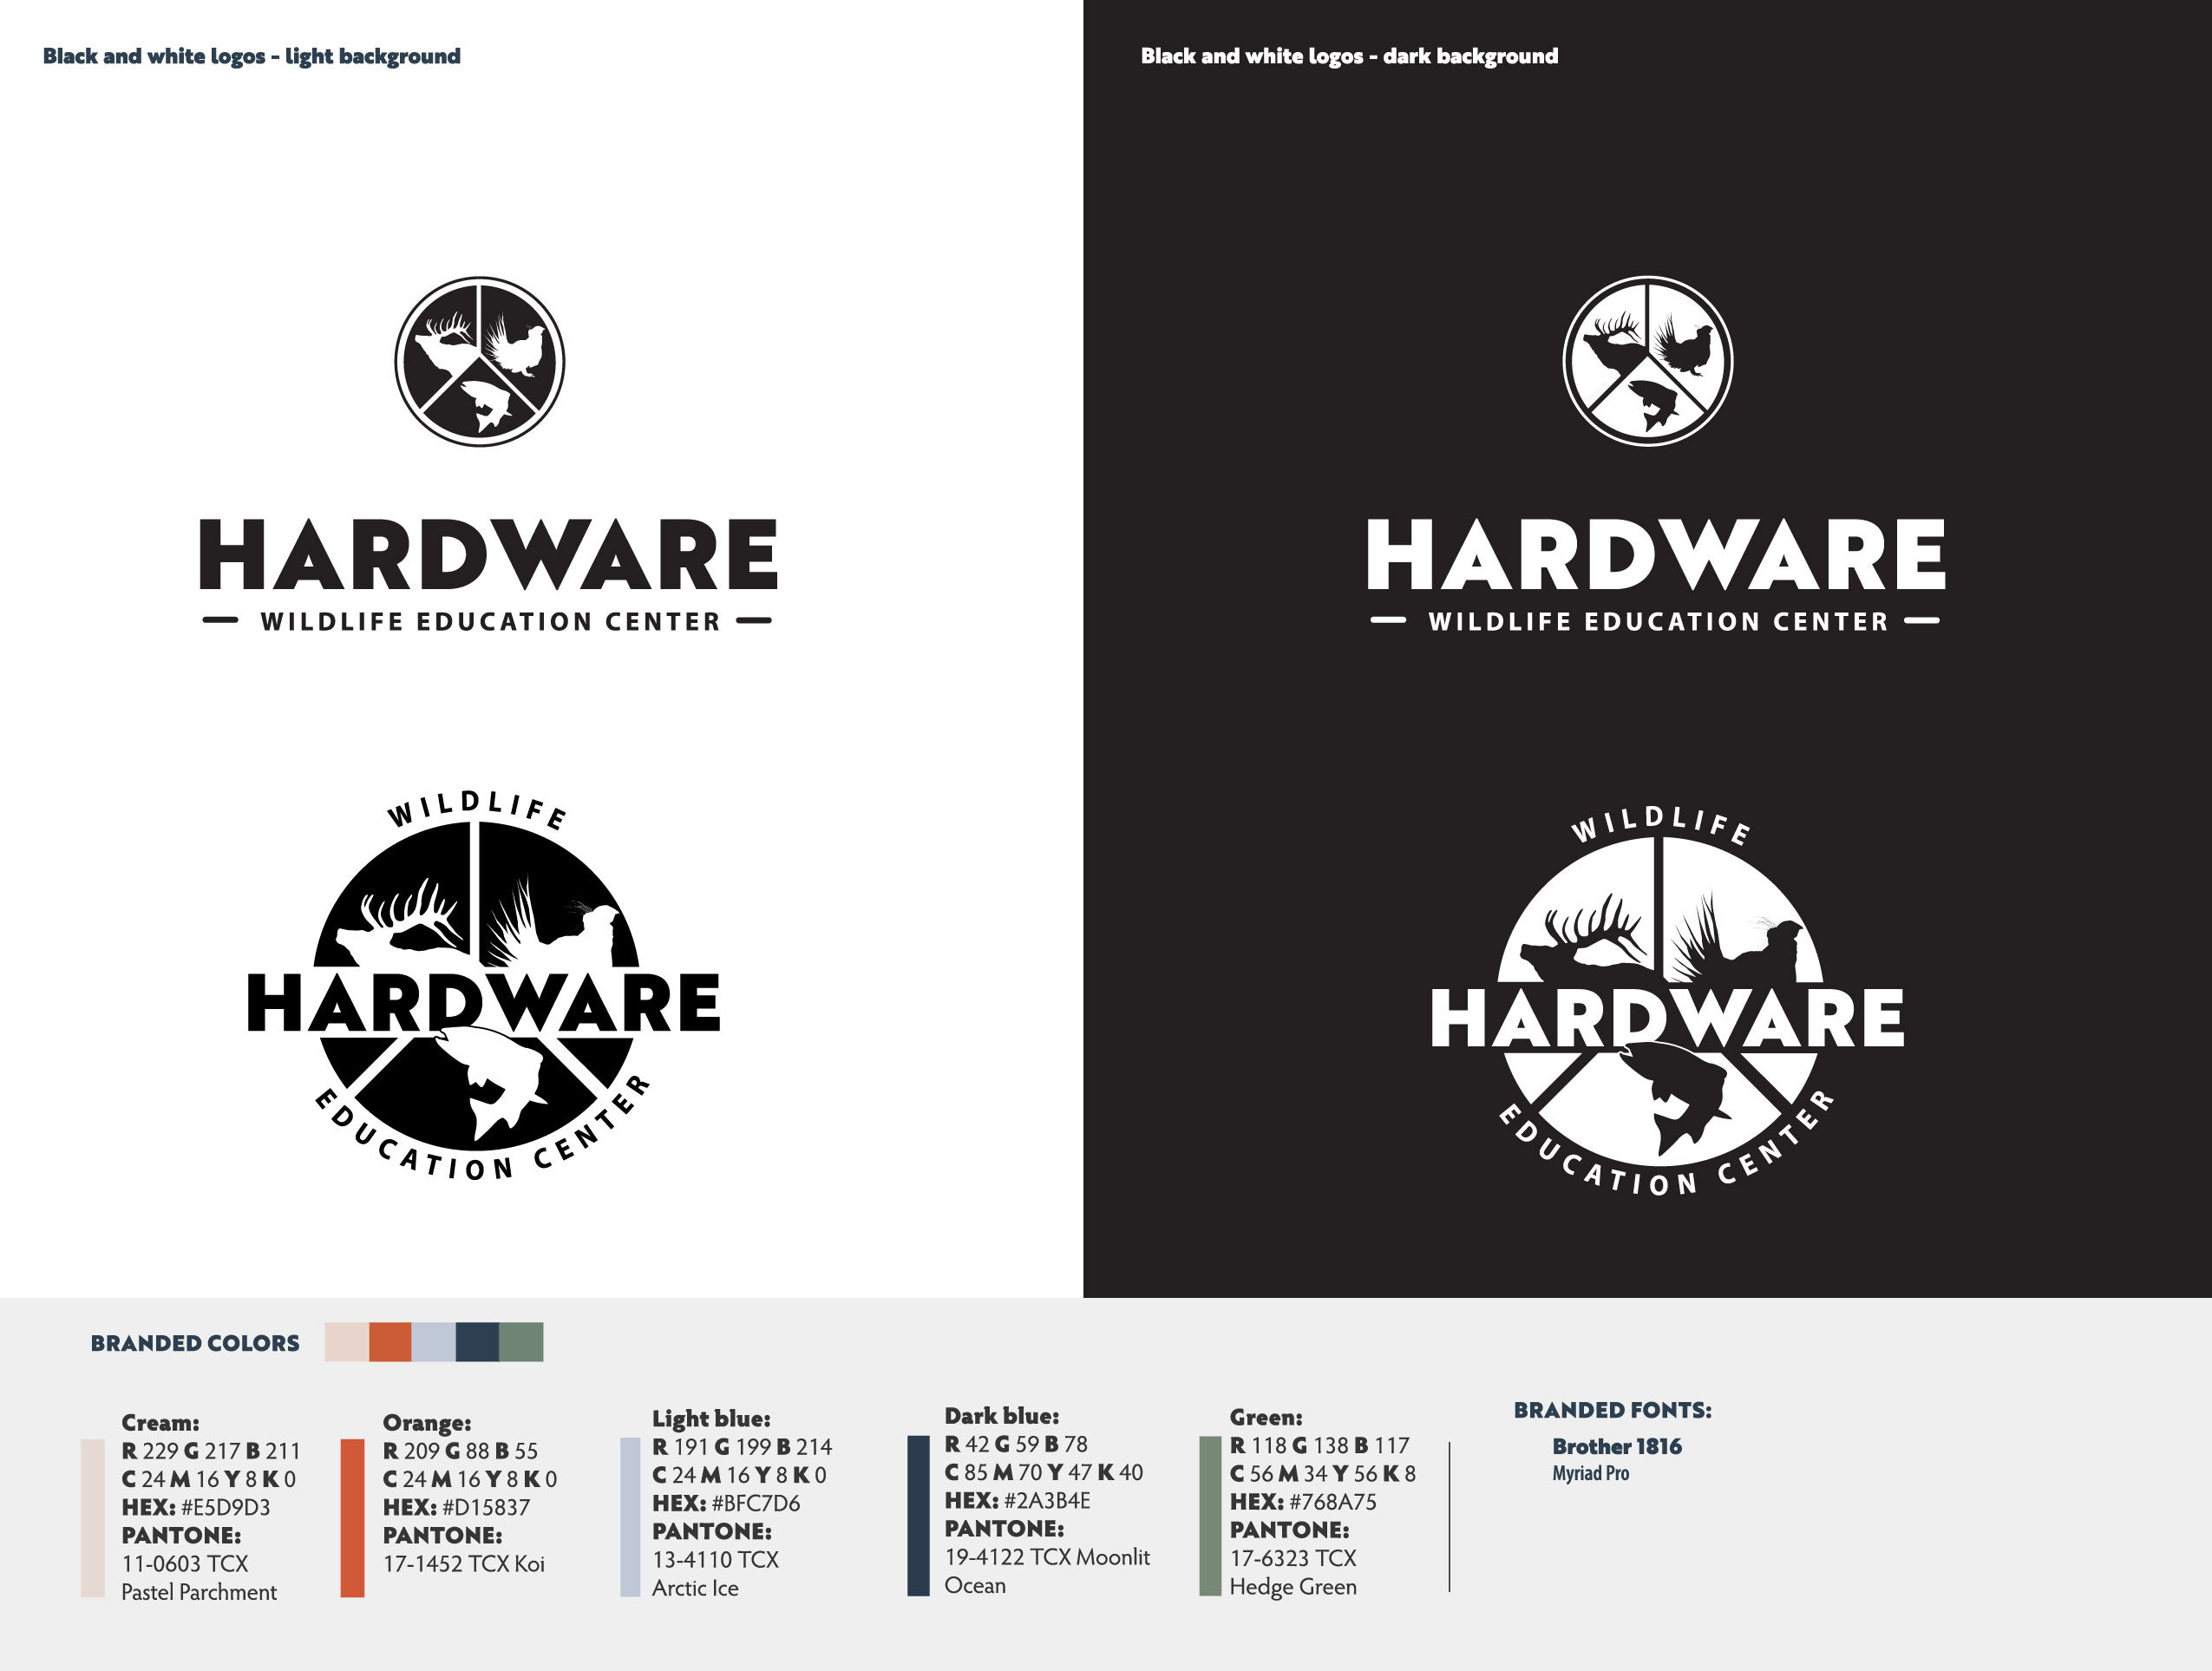 Black and white logos - light background
HARDWARE
WILDLIFE EDUCATION CENTER
WILDLIFE
HARDWARE
EDUCATION CENTER
Black and white logos - dark background
HARDWARE
WILDLIFE EDUCATION CENTER
WILDLIFE
HARDWARE
EDUCATION CENTER
BRANDED COLORS
Cream:
R 229 G 217 B 211
C 24 M 16 Y 8 K 0
HEX: #E5D9D3
PANTONE:
11-0603 TCX
Pastel Parchment
Orange:
R 209 G 88 B 55
C 24 M 16 Y 8 K 0
HEX: #D15837
PANTONE:
17-1452 TCX Koi
Light blue:
R 191 G 199 B 214
C 24 M 16 Y 8 K 0
HEX: #BFC7D6
PANTONE:
13-4110 TCX
Arctic Ice
Dark blue:
R 42 G 59 B 78
C 85 M 70 Y 47 K 40
HEX: #2A3B4E
PANTONE:
19-4122 TCX Moonlit
Ocean
Green:
R 118 G 138 B 117
C 56 M 34 Y 56 K 8
HEX: #768A75
PANTONE:
17-6323 TCX
Hedge Green
BRANDED FONTS:
Brother 1816
Myriad Pro